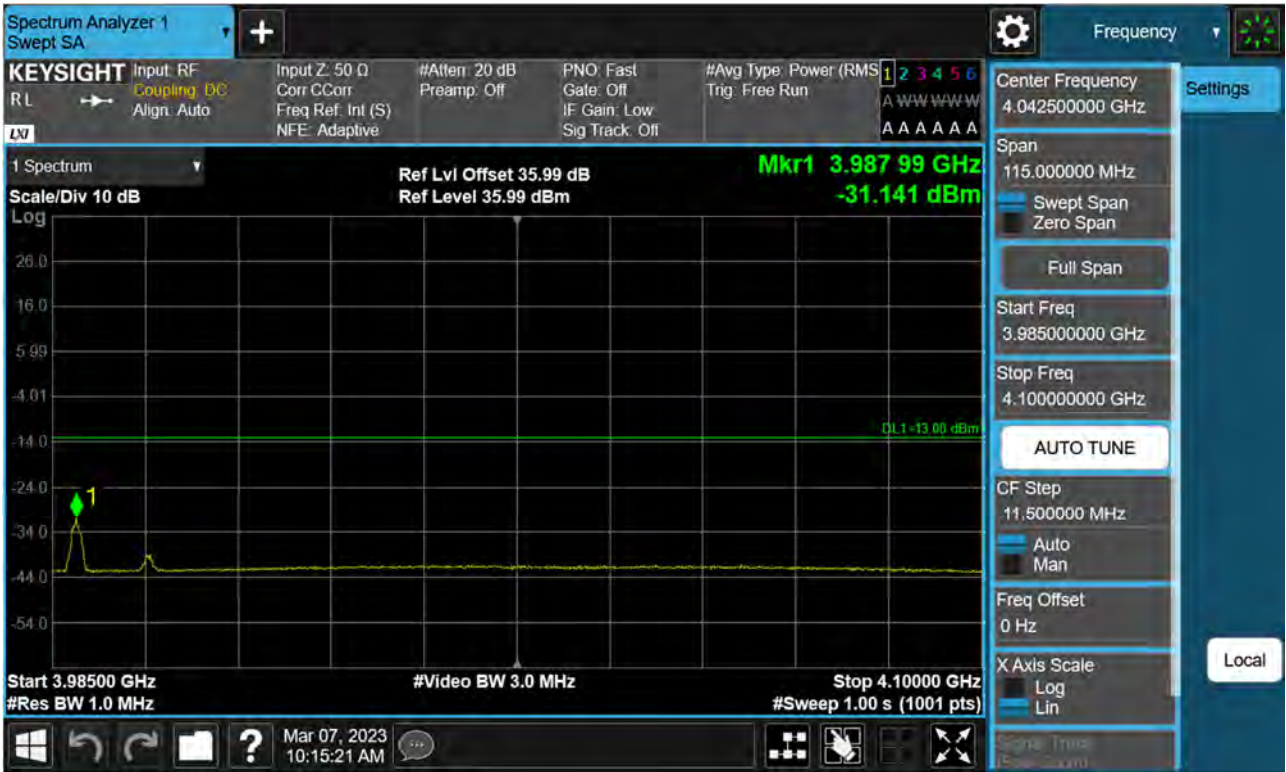 Spectrum Analyzer 1
Swept SA
+
Frequency
KEYSIGHT
RL
LXI
Input: RF
Coupling: DC
Align: Auto
Input Z: 50 Ω
Corr CCorr
Freq Ref: Int (S)
NFE: Adaptive
#Atten: 20 dB
Preamp: Off
PNO: Fast
Gate: Off
IF Gain: Low
Sig Track: Off
#Avg Type: Power (RMS
Trig: Free Run
1 2 3 4 5 6
A W W W W W
A A A A A A
1 Spectrum
Scale/Div 10 dB
Log
Ref Lvl Offset 35.99 dB
Ref Level 35.99 dBm
Mkr1 3.987 99 GHz
-31.141 dBm
26.0
16.0
5.99
-4.01
-14.0
-24.0
-34.0
-44.0
-54.0
DL1 -13.00 dBm
1
Start 3.98500 GHz
#Res BW 1.0 MHz
#Video BW 3.0 MHz
Stop 4.10000 GHz
#Sweep 1.00 s (1001 pts)
Center Frequency
4.042500000 GHz
Span
115.000000 MHz
Swept Span
Zero Span
Full Span
Start Freq
3.985000000 GHz
Stop Freq
4.100000000 GHz
AUTO TUNE
CF Step
11.500000 MHz
Auto
Man
Freq Offset
0 Hz
X Axis Scale
Log
Lin
Settings
Local
?
Mar 07, 2023
10:15:21 AM